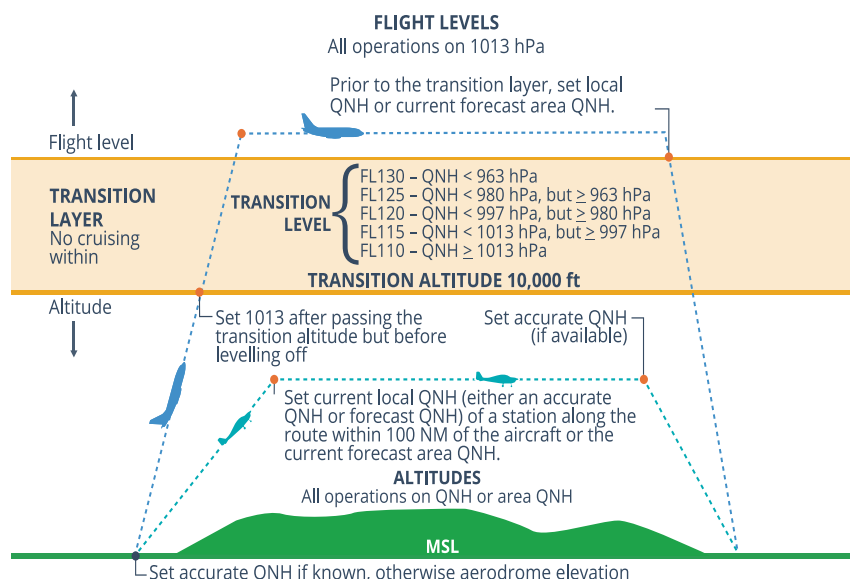 FLIGHT LEVELS
All operations on 1013 hPa
Prior to the transition layer, set local
QNH or current forecast area QNH.
Flight level
TRANSITION
LAYER
No cruising
within
TRANSITION
LEVEL
FL130 – QNH < 963 hPa
FL125 – QNH < 980 hPa, but ≥ 963 hPa
FL120 – QNH < 997 hPa, but ≥ 980 hPa
FL115 – QNH < 1013 hPa, but ≥ 997 hPa
FL110 – QNH ≥ 1013 hPa
TRANSITION ALTITUDE 10,000 ft
Altitude
Set 1013 after passing the
transition altitude but before
levelling off
Set accurate QNH
(if available)
Set current local QNH (either an accurate
QNH or forecast QNH) of a station along the
route within 100 NM of the aircraft or the
current forecast area QNH.
ALTITUDES
All operations on QNH or area QNH
MSL
Set accurate QNH if known, otherwise aerodrome elevation